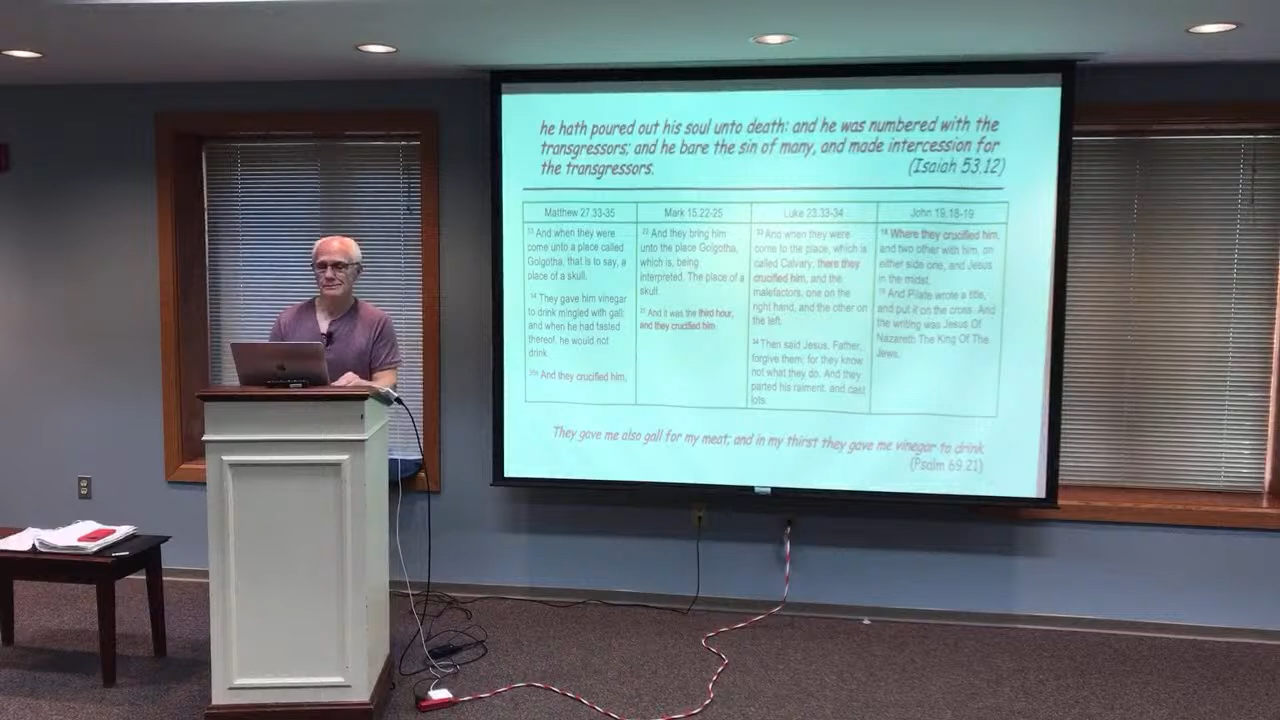 he hath poured out his soul unto death: and he was numbered with the
transgressors; and he bare the sin of many, and made intercession for
the transgressors.
(Isaiah 53.12)
Matthew 27.33-35
33 And when they were
come unto a place called
Golgotha, that is to say, a
place of a skull,
34 They gave him vinegar
to drink mingled with gall:
and when he had tasted
thereof, he would not
drink.
35a And they crucified him,
Mark 15.22-25
22 And they bring him
unto the place Golgotha,
which is, being
interpreted, The place of a
skull.
25 And it was the third hour,
and they crucified him.
Luke 23.33-34
33 And when they were
come to the place, which is
called Calvary, there they
crucified him, and the
malefactors, one on the
right hand, and the other on
the left.
34 Then said Jesus, Father,
forgive them; for they know
not what they do. And they
parted his raiment, and cast
lots.
John 19.18-19
18 Where they crucified him,
and two other with him, on
either side one, and Jesus
in the midst.
19 And Pilate wrote a title,
and put it on the cross. And
the writing was Jesus Of
Nazareth The King Of The
Jews.
They gave me also gall for my meat; and in my thirst they gave me vinegar to drink
(Psalm 69.21)